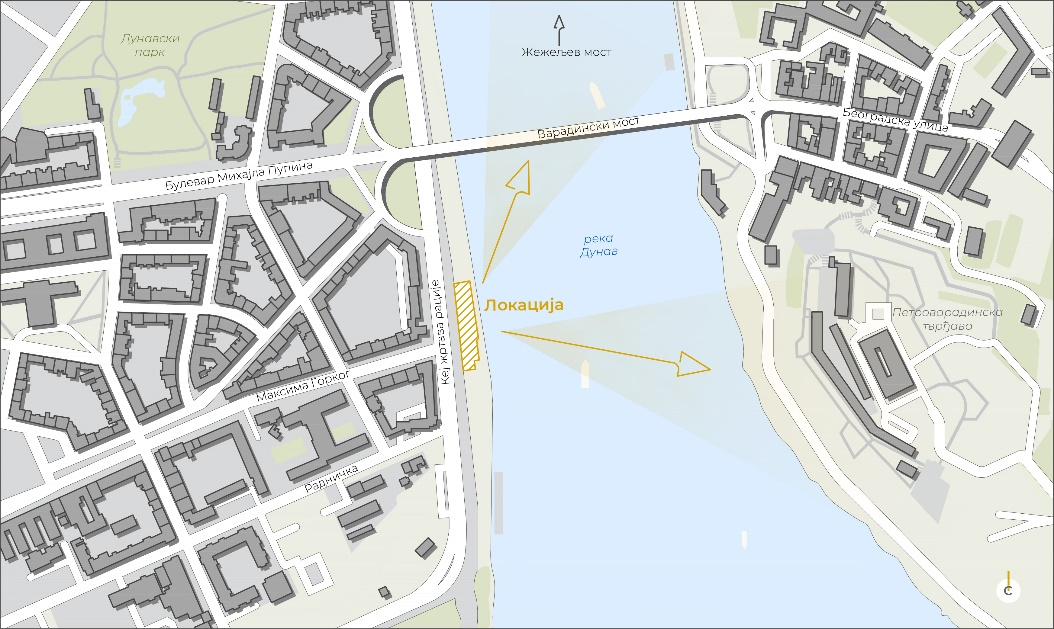 Дунавски
парк
Жежељев мост
Варадински мост
Београдска улица
Булевар Михајла Пупина
река
Дунав
Локација
Петроварадинска
тврђава
Кеј жртава рације
Максима Горког
Радничка
С